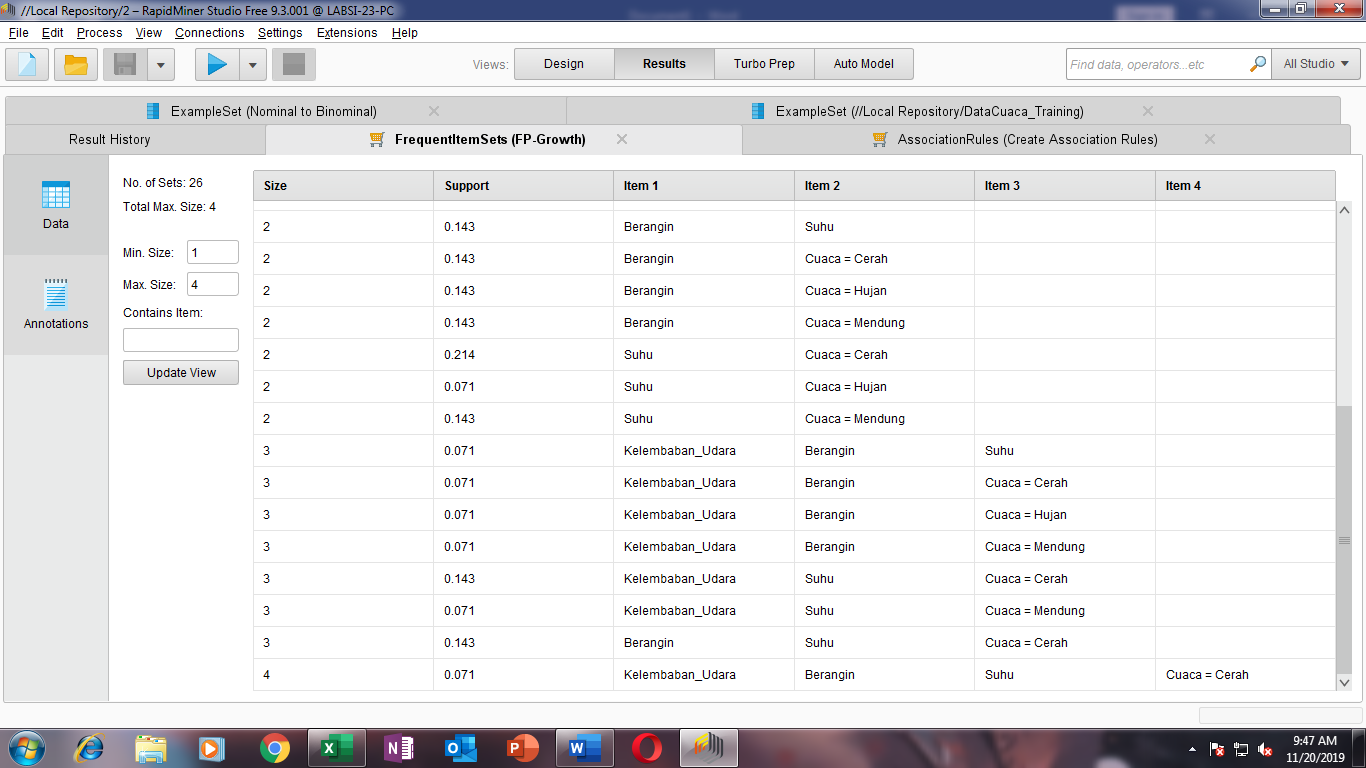 //Local Repository/2 – RapidMiner Studio Free 9.3.001 @ LABSI-23-PC
File Edit Process View Connections Settings Extensions Help
Views: Design Results Turbo Prep Auto Model Find data, operators...etc All Studio
ExampleSet (Nominal to Binominal) ExampleSet (//Local Repository/DataCuaca_Training)
Result History FrequentItemSets (FP-Growth) AssociationRules (Create Association Rules)
Data
Annotations
No. of Sets: 26
Total Max. Size: 4
Min. Size: 1
Max. Size: 4
Contains Item:
Update View
Size Support Item 1 Item 2 Item 3 Item 4
2 0.143 Berangin Suhu
2 0.143 Berangin Cuaca = Cerah
2 0.143 Berangin Cuaca = Hujan
2 0.143 Berangin Cuaca = Mendung
2 0.214 Suhu Cuaca = Cerah
2 0.071 Suhu Cuaca = Hujan
2 0.143 Suhu Cuaca = Mendung
3 0.071 Kelembaban_Udara Berangin Suhu
3 0.071 Kelembaban_Udara Berangin Cuaca = Cerah
3 0.071 Kelembaban_Udara Berangin Cuaca = Hujan
3 0.071 Kelembaban_Udara Berangin Cuaca = Mendung
3 0.143 Kelembaban_Udara Suhu Cuaca = Cerah
3 0.071 Kelembaban_Udara Suhu Cuaca = Mendung
3 0.143 Berangin Suhu Cuaca = Cerah
4 0.071 Kelembaban_Udara Berangin Suhu Cuaca = Cerah
9:47 AM
11/20/2019